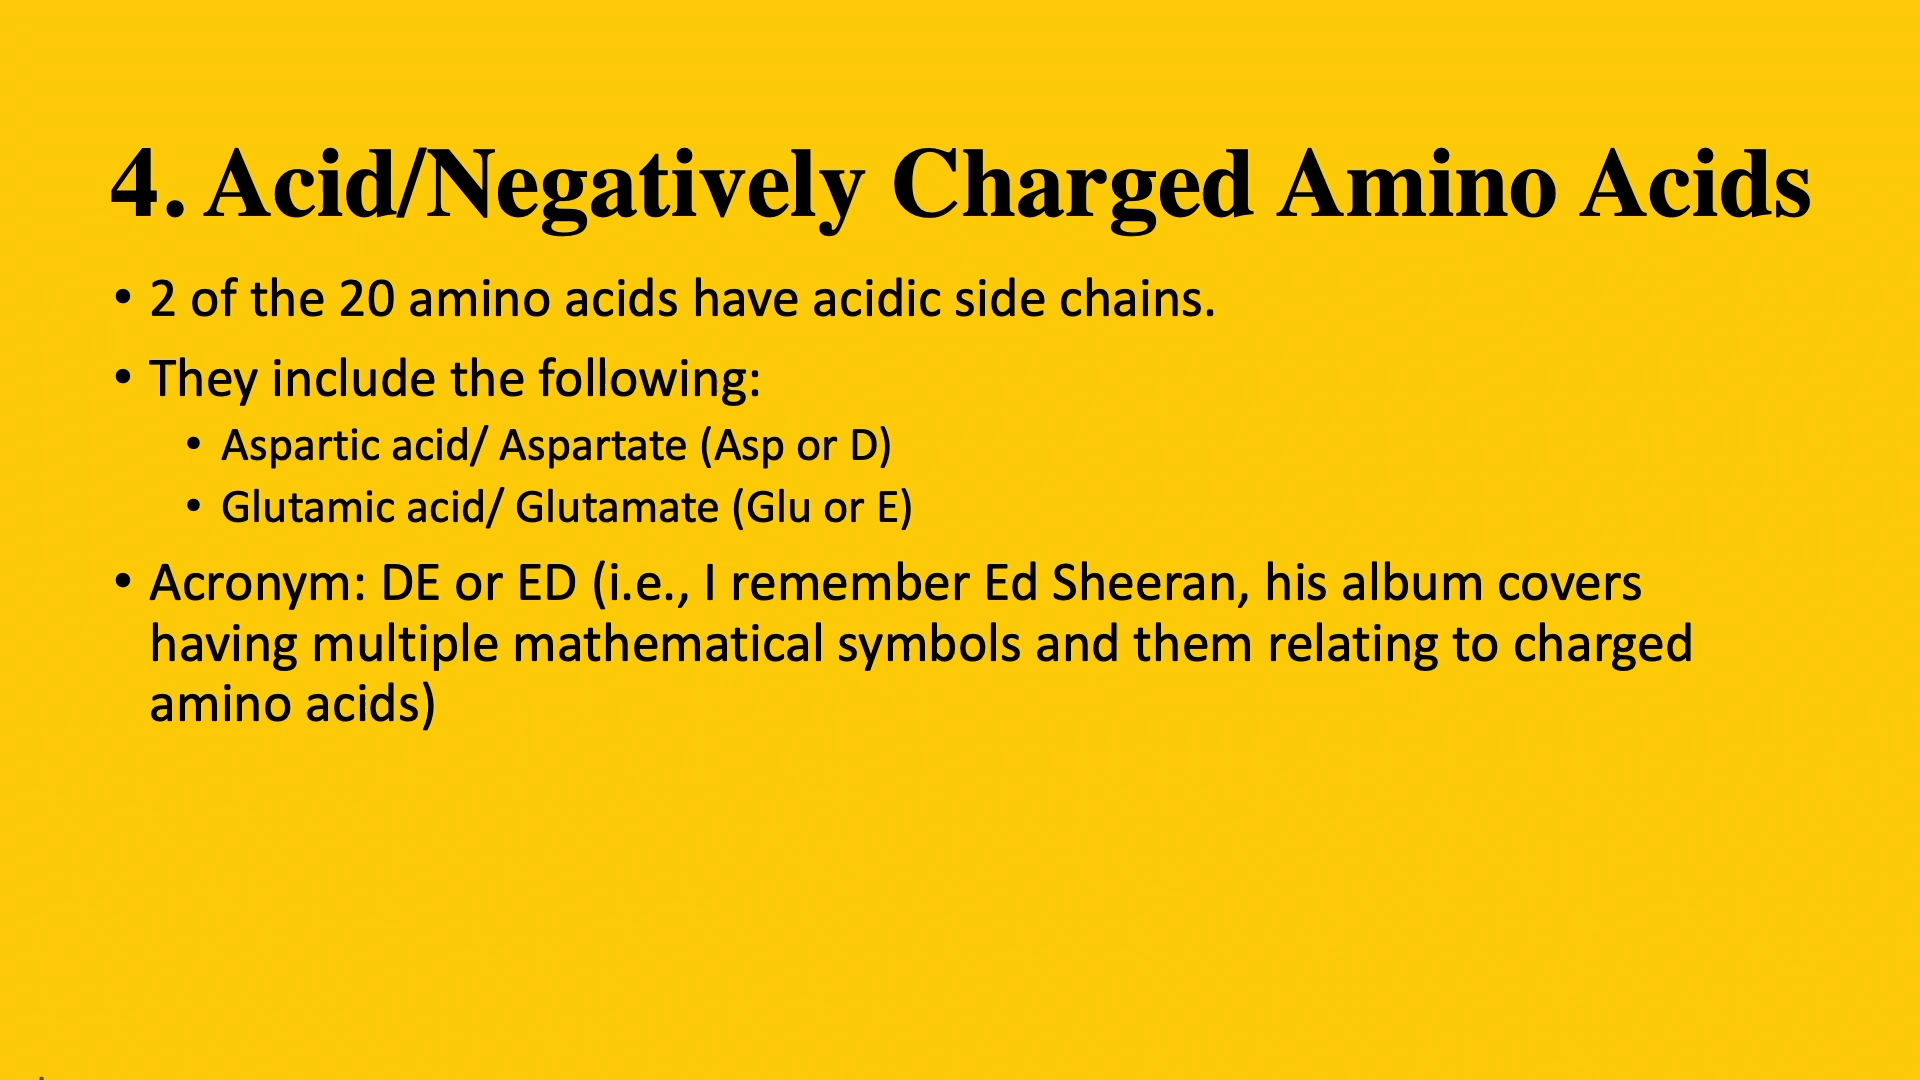 4. Acid/Negatively Charged Amino Acids
• 2 of the 20 amino acids have acidic side chains.
• They include the following:
• Aspartic acid/ Aspartate (Asp or D)
• Glutamic acid/ Glutamate (Glu or E)
• Acronym: DE or ED (i.e., I remember Ed Sheeran, his album covers
having multiple mathematical symbols and them relating to charged
amino acids)